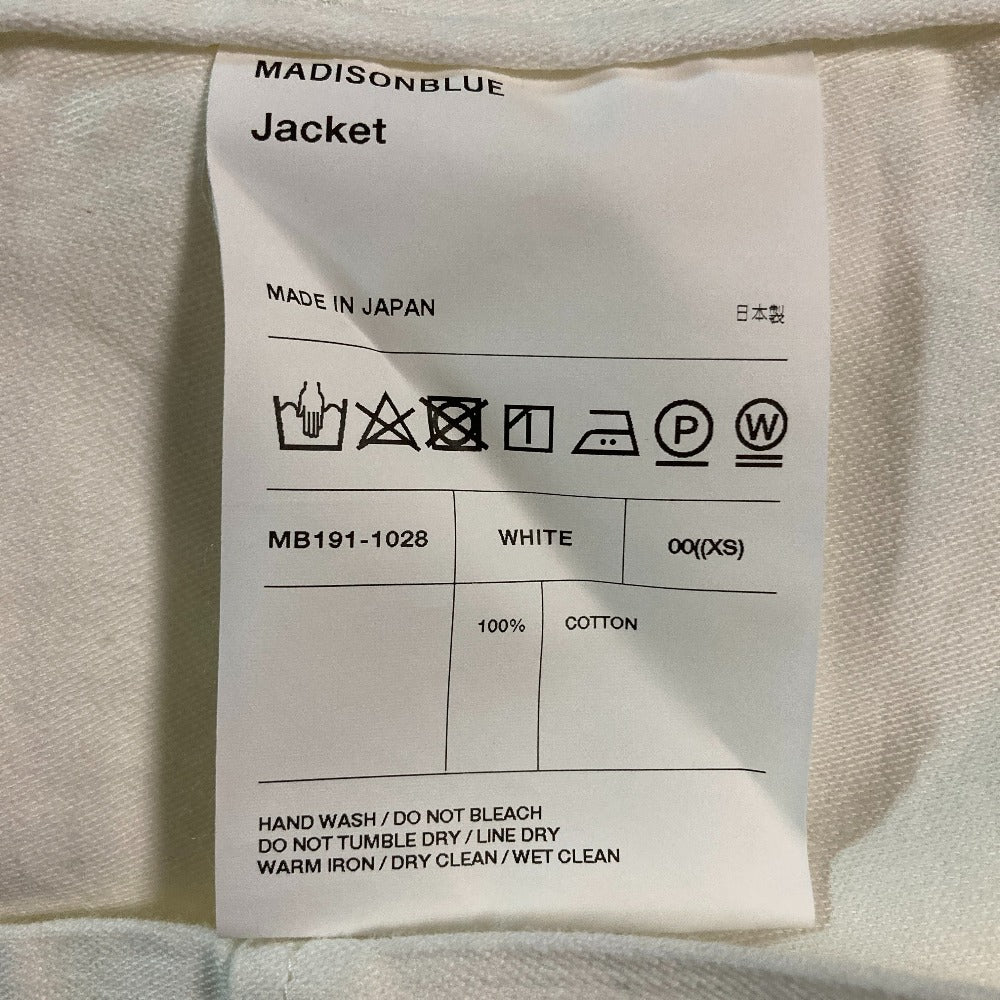 MADISONBLUE
Jacket
MADE IN JAPAN
日本製
P
W
MB191-1028
WHITE
00((XS)
100%
COTTON
HAND WASH / DO NOT BLEACH
DO NOT TUMBLE DRY / LINE DRY
WARM IRON / DRY CLEAN / WET CLEAN